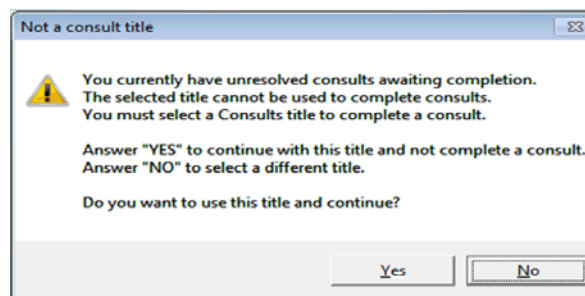 Not a consult title
You currently have unresolved consults awaiting completion.
The selected title cannot be used to complete consults.
You must select a Consults title to complete a consult.
Answer "YES" to continue with this title and not complete a consult.
Answer "NO" to select a different title.
Do you want to use this title and continue?
Yes No